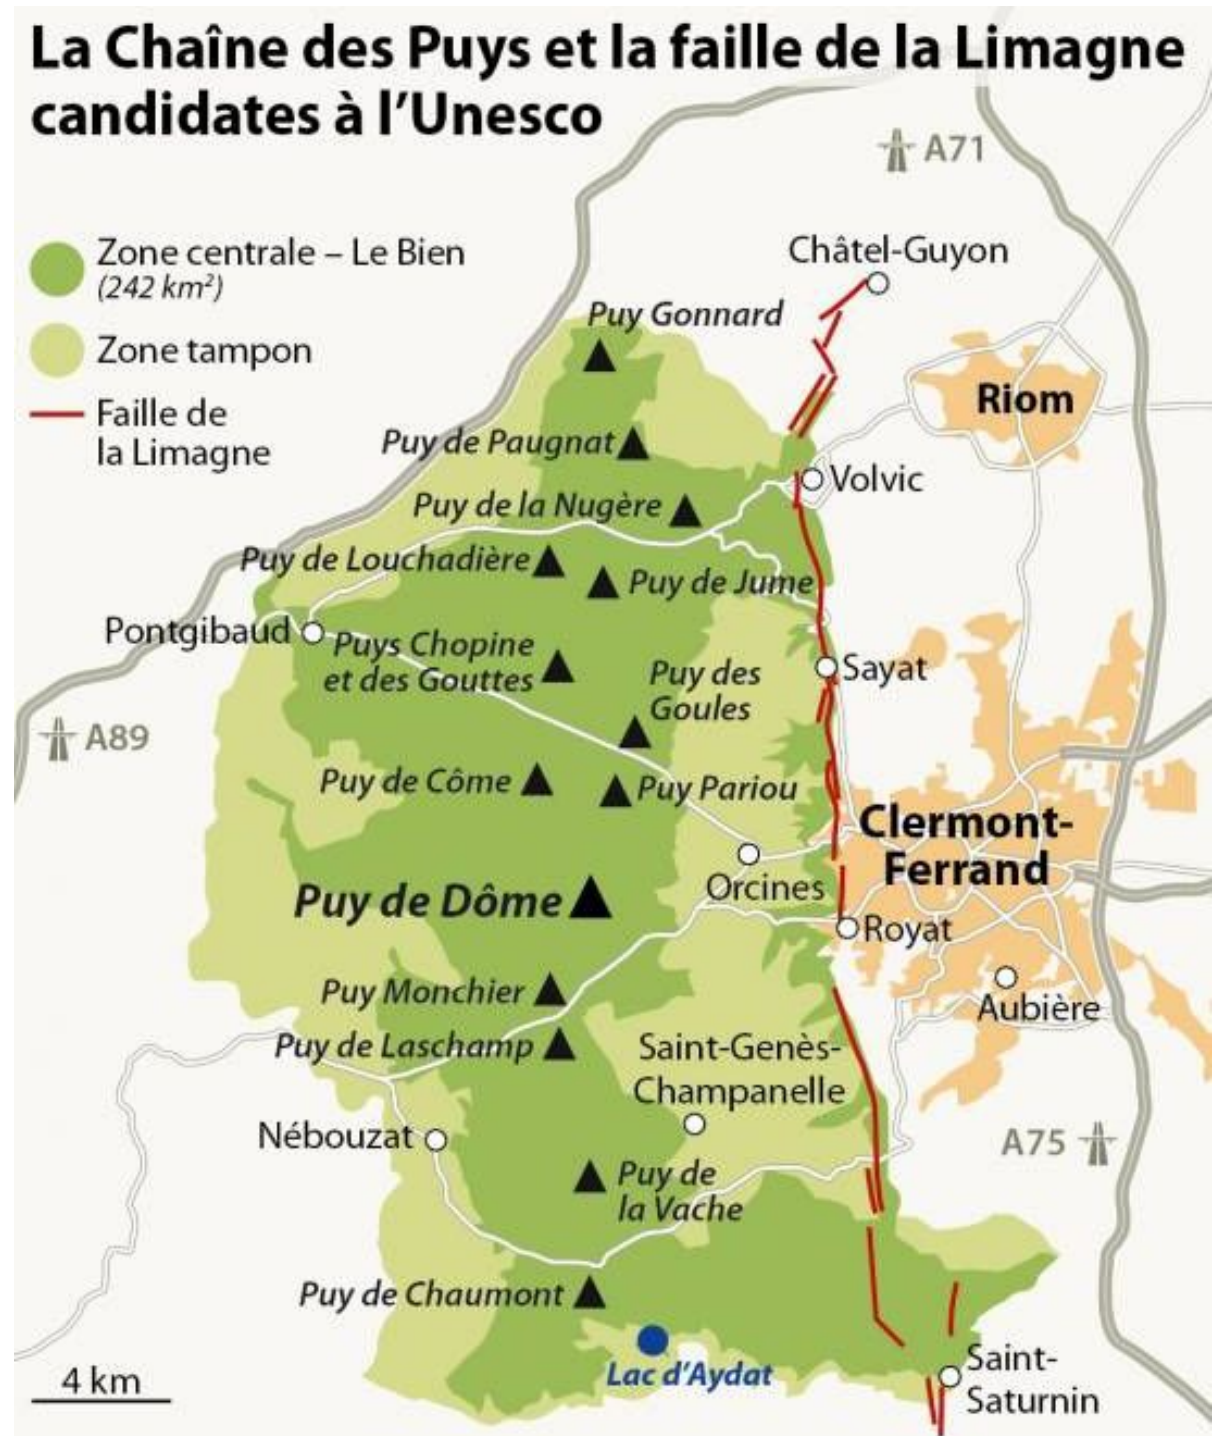 La Chaîne des Puys et la faille de la Limagne
candidates à l'Unesco
A71
Zone centrale – Le Bien
(242 km²)
Zone tampon
Faille de
la Limagne
Châtel-Guyon
Puy Gonnard
Riom
Puy de Paugnat
Volvic
Puy de la Nugère
Puy de Louchadière
Puy de Jume
Pontgibaud
Puys Chopine
et des Gouttes
Puy des
Goules
Sayat
A89
Puy de Côme
Puy Pariou
Clermont-
Ferrand
Orcines
Puy de Dôme
Royat
Puy Monchier
Aubière
Puy de Laschamp
Saint-Genès-
Champanelle
Nébouzat
A75
Puy de
la Vache
Puy de Chaumont
Lac d'Aydat
Saint-
Saturnin
4 km